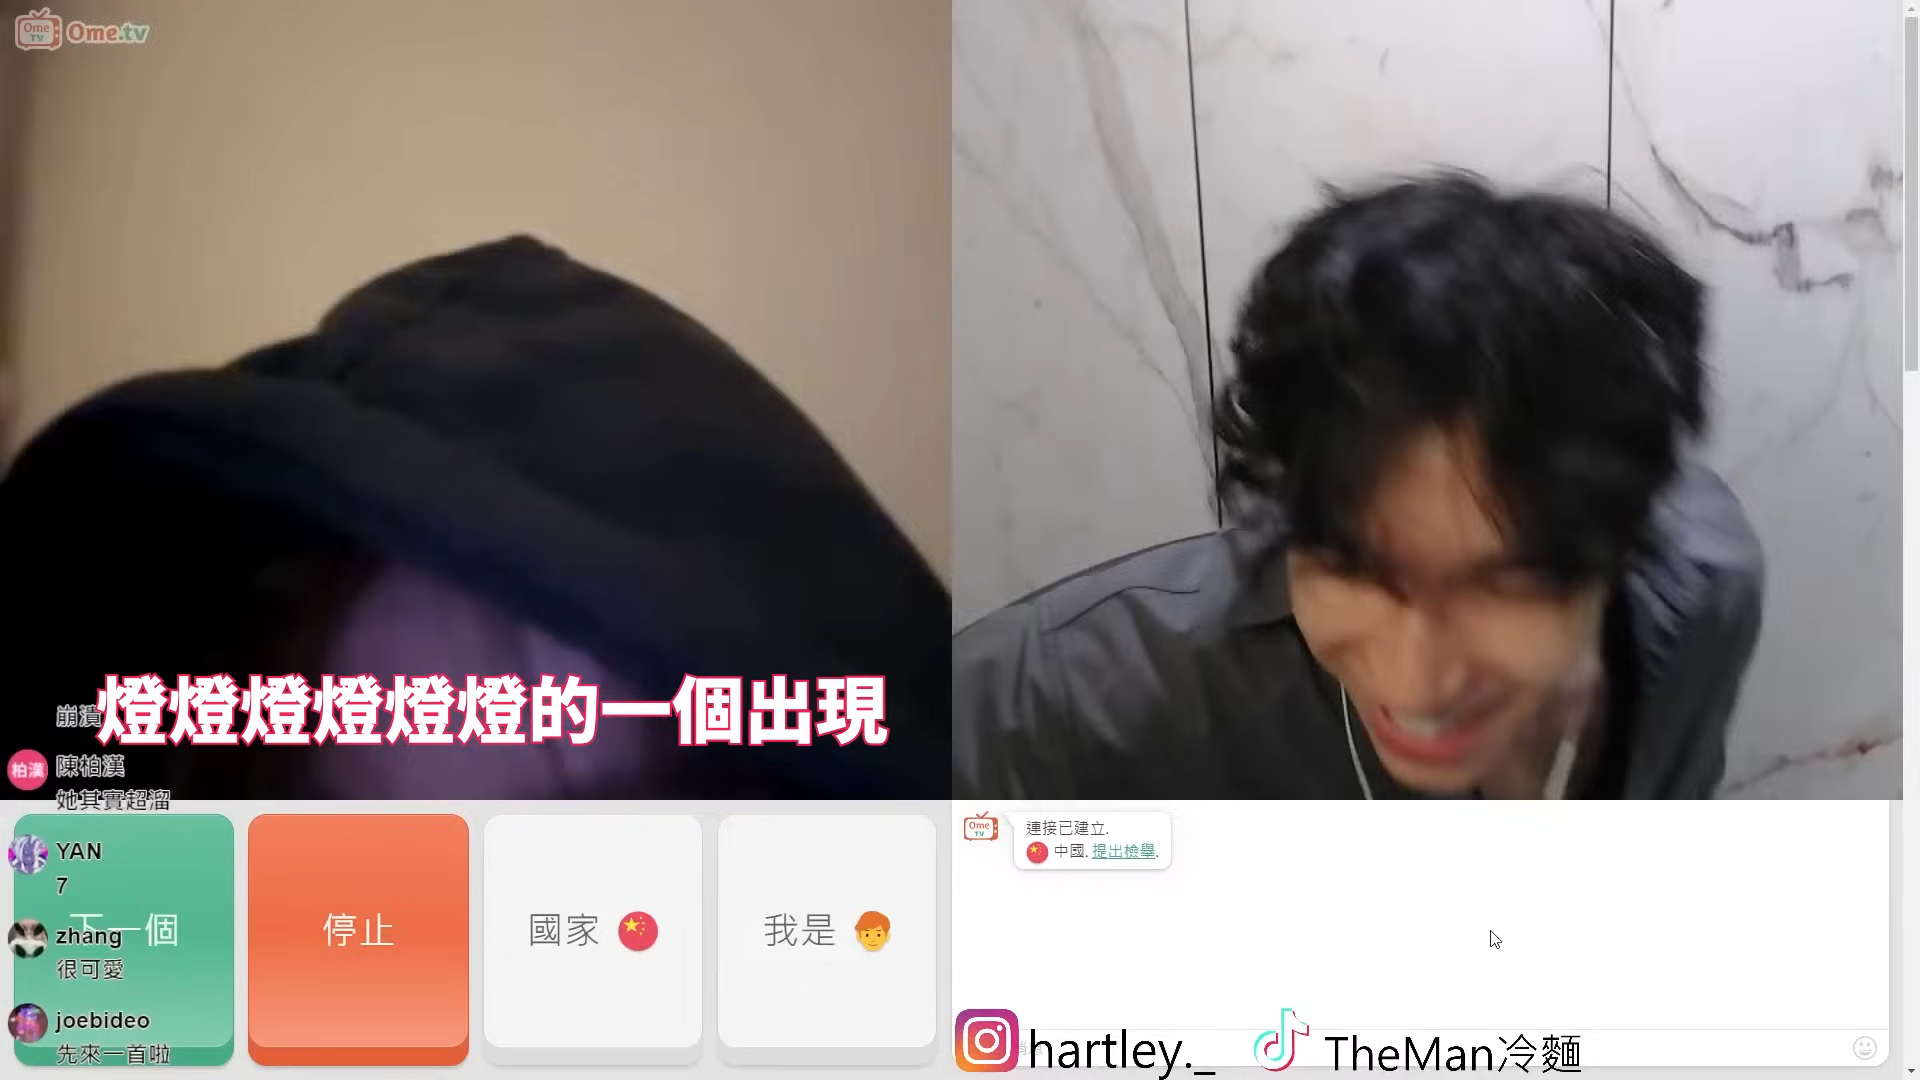 Ome TV Ome.tv
燈燈燈燈燈燈的一個出現
崩潰
柏漢 陳柏漢
她其實超溜
YAN
7
zhang
很可愛
joebideo
先來一首啦
下一個
停止
國家
我是
Ome TV
連接已建立.
中國. 提出檢舉.
hartley._
TheMan冷麵